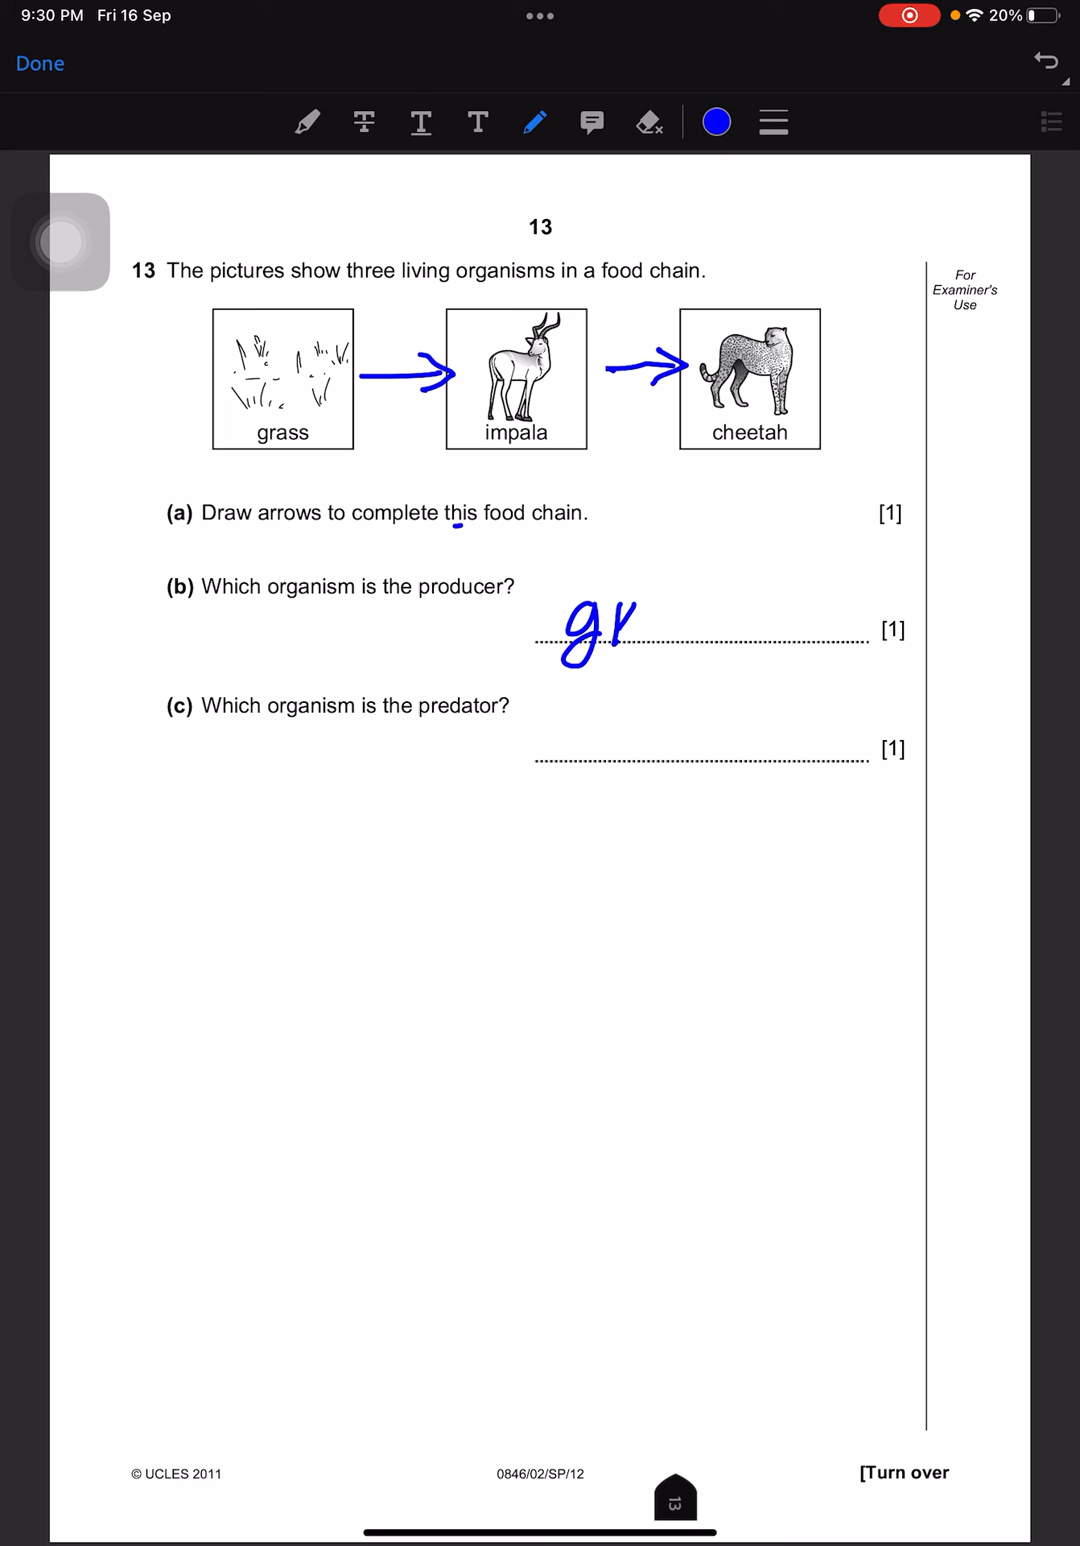 9:30 PM Fri 16 Sep
20%
Done
T T T
13
13 The pictures show three living organisms in a food chain.
For
Examiner's
Use
grass
impala
cheetah
(a) Draw arrows to complete this food chain. [1]
(b) Which organism is the producer?
gr [1]
(c) Which organism is the predator?
[1]
© UCLES 2011
0846/02/SP/12
[Turn over
13